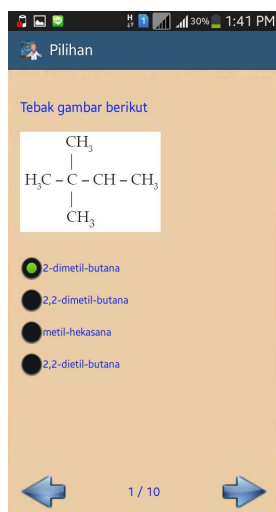 H 1 30% 1:41 PM
Pilihan
Tebak gambar berikut
CH₃
|
H₃C – C – CH – CH₃
|
CH₃
2-dimetil-butana
2,2-dimetil-butana
metil-hekasana
2,2-dietil-butana
1 / 10